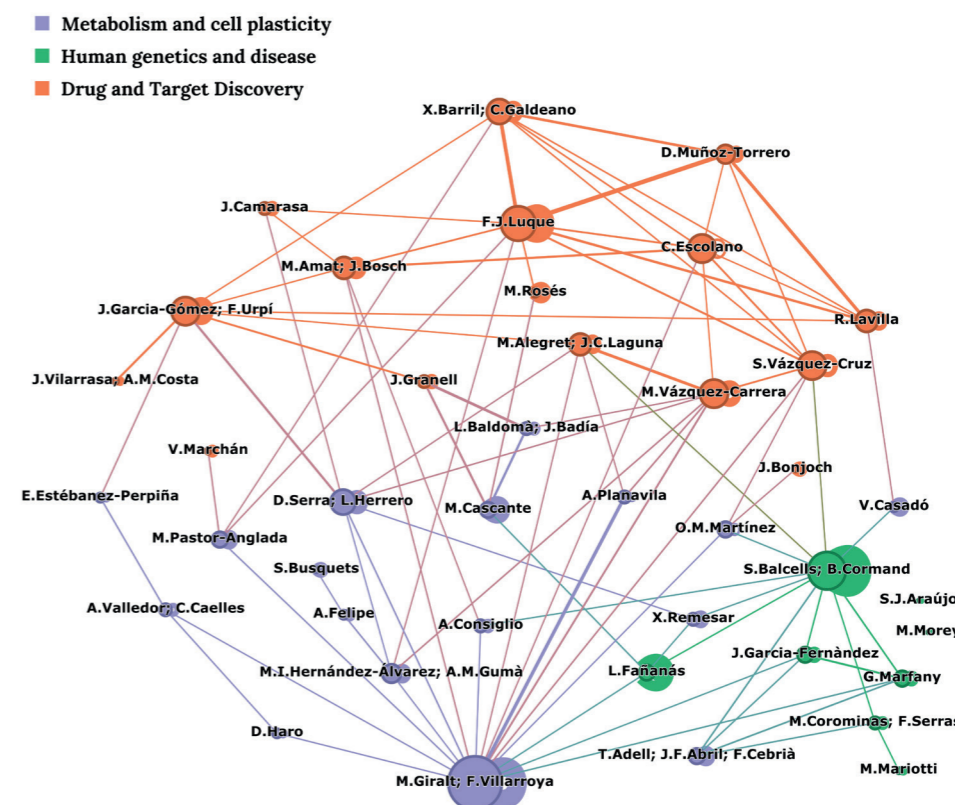 Metabolism and cell plasticity
Human genetics and disease
Drug and Target Discovery
X.Barril; C.Galdeano
D.Muñoz-Torrero
J.Camarasa
F.J.Luque
C.Escolano
M.Amat; J.Bosch
M.Rosés
J.Garcia-Gómez; F.Urpí
R.Lavilla
M.Alegret; J.C.Laguna
S.Vázquez-Cruz
J.Vilarrasa; A.M.Costa
J.Granell
M.Vázquez-Carrera
L.Baldomà; J.Badía
V.Marchán
J.Bonjoch
E.Estébanez-Perpiña
D.Serra; L.Herrero
A.Planavila
M.Cascante
V.Casadó
O.M.Martínez
M.Pastor-Anglada
S.Busquets
S.Balcells; B.Cormand
S.J.Araújo
A.Valledor; C.Caelles
A.Felipe
X.Remesar
A.Consiglio
M.Morey
J.Garcia-Fernàndez
M.I.Hernández-Álvarez; A.M.Gumà
L.Fañanás
G.Marfany
M.Corominas; F.Serras
D.Haro
T.Adell; J.F.Abril; F.Cebrià
M.Mariotti
M.Giralt; F.Villarroya